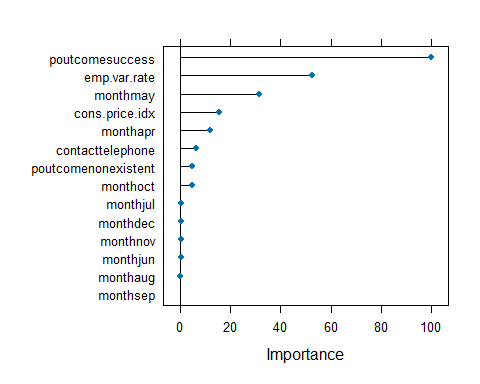 poutcomesuccess
emp.var.rate
monthmay
cons.price.idx
monthapr
contacttelephone
poutcomenonexistent
monthoct
monthjul
monthdec
monthnov
monthjun
monthaug
monthsep
0 20 40 60 80 100
Importance